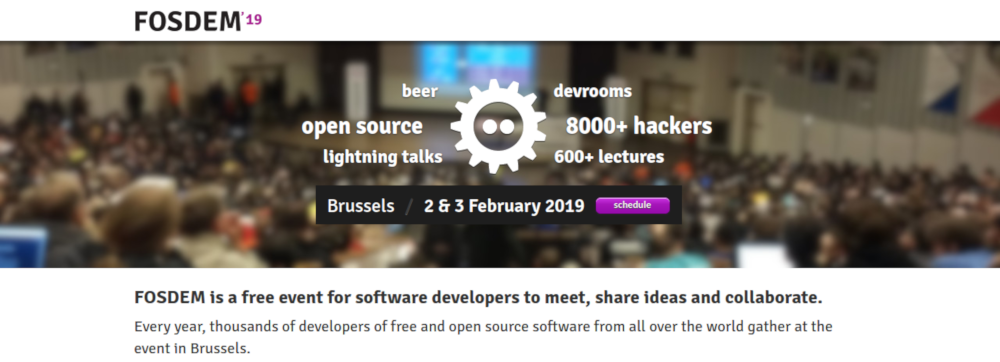 FOSDEM'19
beer
devrooms
open source
8000+ hackers
lightning talks
600+ lectures
Brussels / 2 & 3 February 2019 schedule
FOSDEM is a free event for software developers to meet, share ideas and collaborate.
Every year, thousands of developers of free and open source software from all over the world gather at the
event in Brussels.